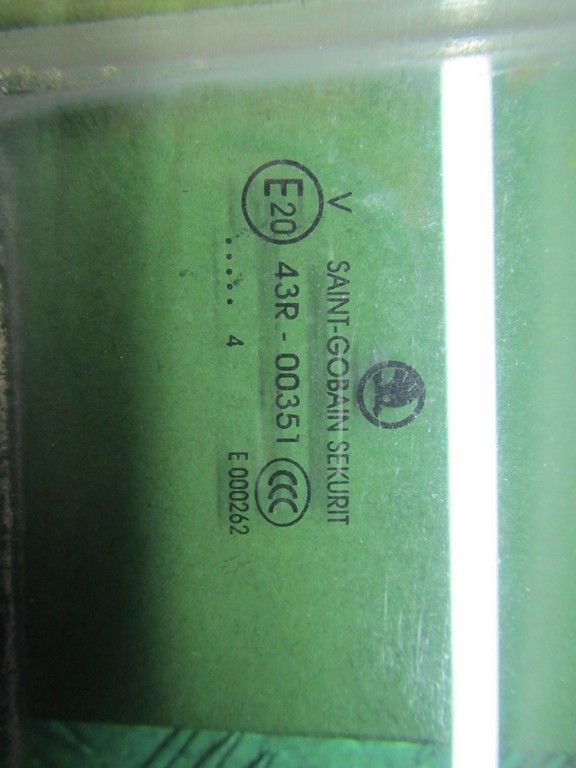 SAINT-GOBAIN SEKURIT
V
E20 43R - 00351 CCC
..... 4 E 000262